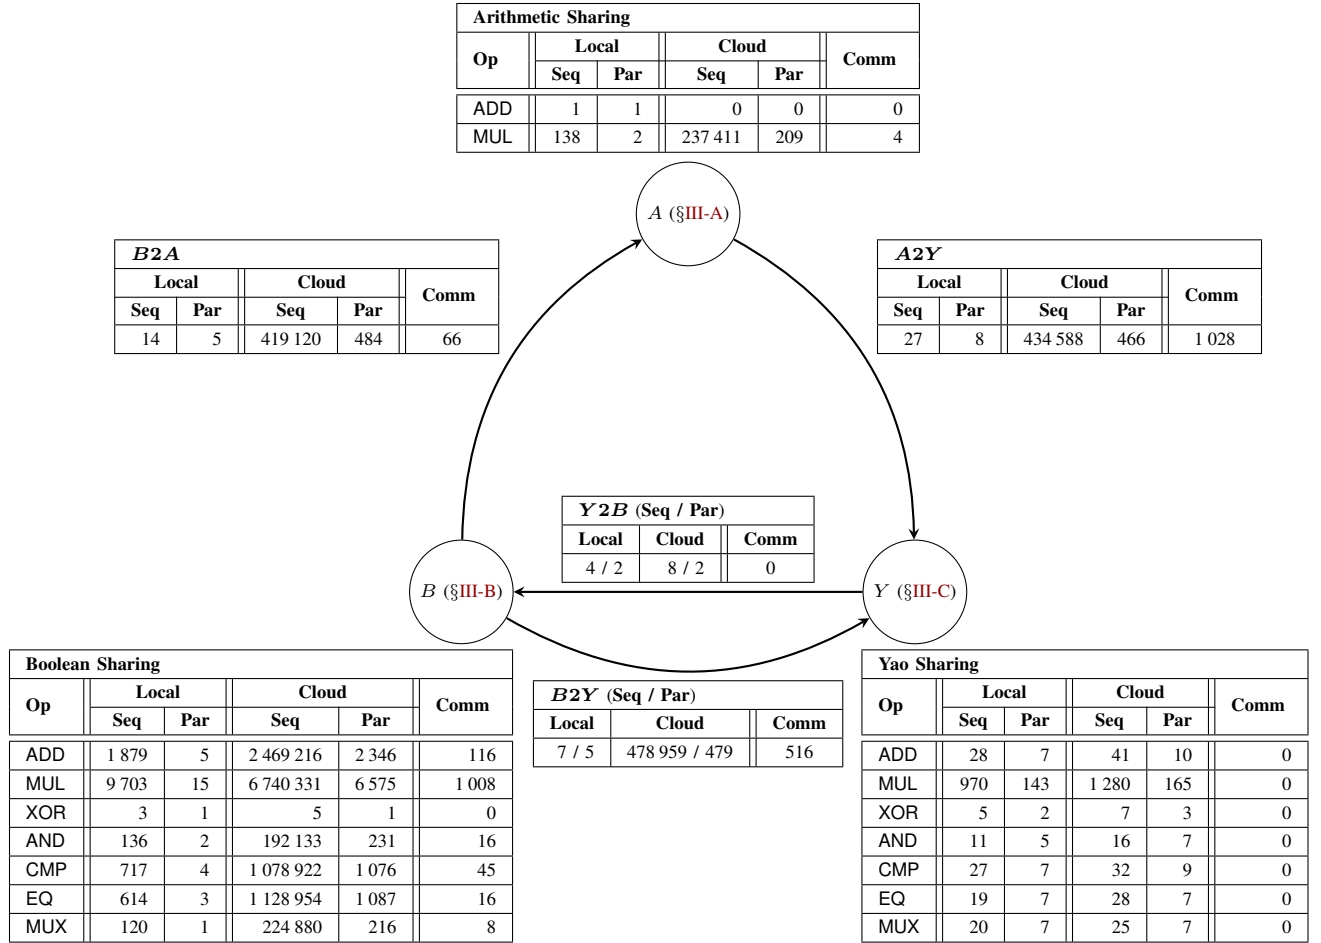 Arithmetic Sharing
Op Local Cloud Comm
Seq Par Seq Par
ADD 1 1 0 0 0
MUL 138 2 237 411 209 4
A (§III-A)
B2A
Local Cloud Comm
Seq Par Seq Par
14 5 419 120 484 66
A2Y
Local Cloud Comm
Seq Par Seq Par
27 8 434 588 466 1 028
Y2B (Seq / Par)
Local Cloud Comm
4 / 2 8 / 2 0
B (§III-B)
Y (§III-C)
B2Y (Seq / Par)
Local Cloud Comm
7 / 5 478 959 / 479 516
Boolean Sharing
Op Local Cloud Comm
Seq Par Seq Par
ADD 1 879 5 2 469 216 2 346 116
MUL 9 703 15 6 740 331 6 575 1 008
XOR 3 1 5 1 0
AND 136 2 192 133 231 16
CMP 717 4 1 078 922 1 076 45
EQ 614 3 1 128 954 1 087 16
MUX 120 1 224 880 216 8
Yao Sharing
Op Local Cloud Comm
Seq Par Seq Par
ADD 28 7 41 10 0
MUL 970 143 1 280 165 0
XOR 5 2 7 3 0
AND 11 5 16 7 0
CMP 27 7 32 9 0
EQ 19 7 28 7 0
MUX 20 7 25 7 0